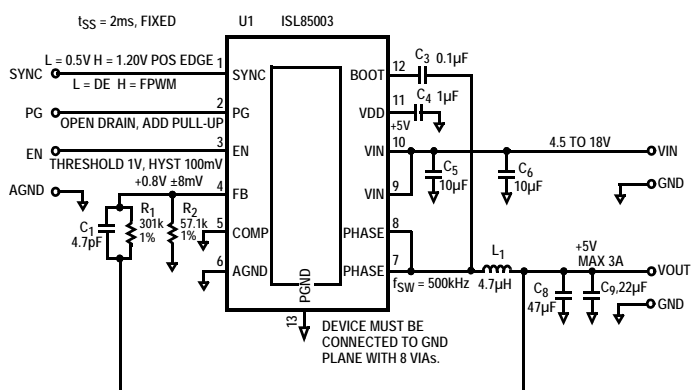 tSS = 2ms, FIXED
U1 ISL85003
L = 0.5V H = 1.20V POS EDGE
SYNC
L = DE H = FPWM
1
SYNC
PG
2
PG
OPEN DRAIN, ADD PULL-UP
EN
3
EN
THRESHOLD 1V, HYST 100mV
AGND
+0.8V ±8mV
4
FB
C1
4.7pF
R1
301k
1%
R2
57.1k
1%
5
COMP
6
AGND
PGND
13
DEVICE MUST BE
CONNECTED TO GND
PLANE WITH 8 VIAs.
BOOT
12
C3 0.1µF
VDD
11
C4 1µF
+5V
VIN
10
4.5 TO 18V
VIN
C5
10µF
C6
10µF
VIN
9
GND
PHASE
8
PHASE
7
fSW = 500kHz
L1
4.7µH
+5V
MAX 3A
VOUT
C8
47µF
C9,22µF
GND